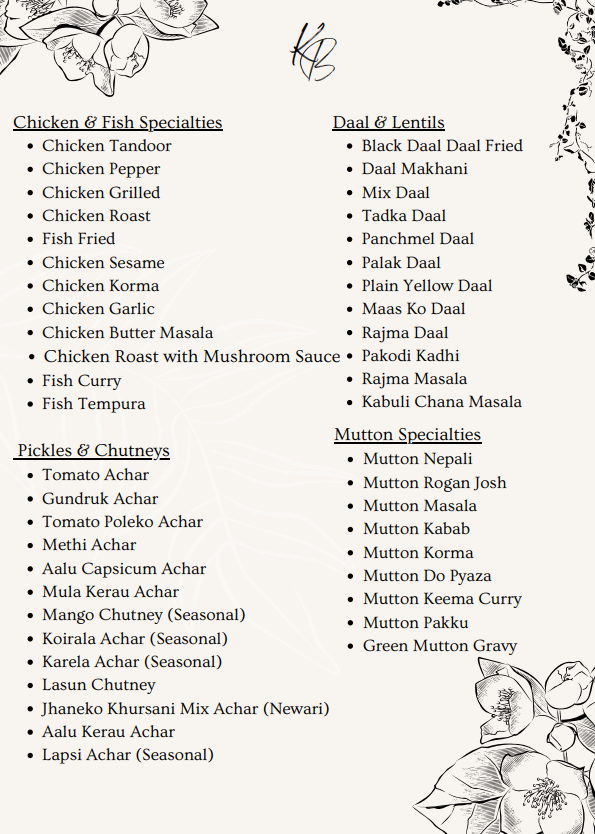 KB
Chicken & Fish Specialties
• Chicken Tandoor
• Chicken Pepper
• Chicken Grilled
• Chicken Roast
• Fish Fried
• Chicken Sesame
• Chicken Korma
• Chicken Garlic
• Chicken Butter Masala
• Chicken Roast with Mushroom Sauce
• Fish Curry
• Fish Tempura
Pickles & Chutneys
• Tomato Achar
• Gundruk Achar
• Tomato Poleko Achar
• Methi Achar
• Aalu Capsicum Achar
• Mula Kerau Achar
• Mango Chutney (Seasonal)
• Koirala Achar (Seasonal)
• Karela Achar (Seasonal)
• Lasun Chutney
• Jhaneko Khursani Mix Achar (Newari)
• Aalu Kerau Achar
• Lapsi Achar (Seasonal)
Daal & Lentils
• Black Daal Daal Fried
• Daal Makhani
• Mix Daal
• Tadka Daal
• Panchmel Daal
• Palak Daal
• Plain Yellow Daal
• Maas Ko Daal
• Rajma Daal
• Pakodi Kadhi
• Rajma Masala
• Kabuli Chana Masala
Mutton Specialties
• Mutton Nepali
• Mutton Rogan Josh
• Mutton Masala
• Mutton Kabab
• Mutton Korma
• Mutton Do Pyaza
• Mutton Keema Curry
• Mutton Pakku
• Green Mutton Gravy